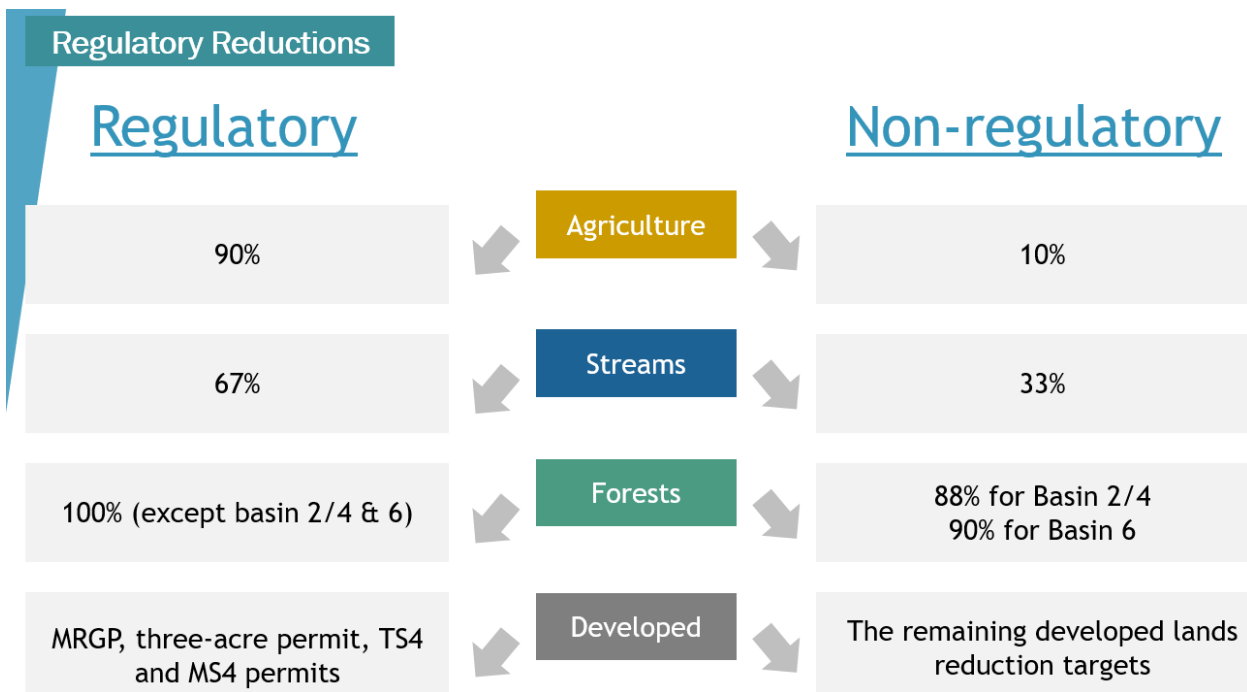 Regulatory Reductions
Regulatory
Non-regulatory
Agriculture
90%
10%
Streams
67%
33%
Forests
100% (except basin 2/4 & 6)
88% for Basin 2/4
90% for Basin 6
Developed
MRGP, three-acre permit, TS4
and MS4 permits
The remaining developed lands
reduction targets